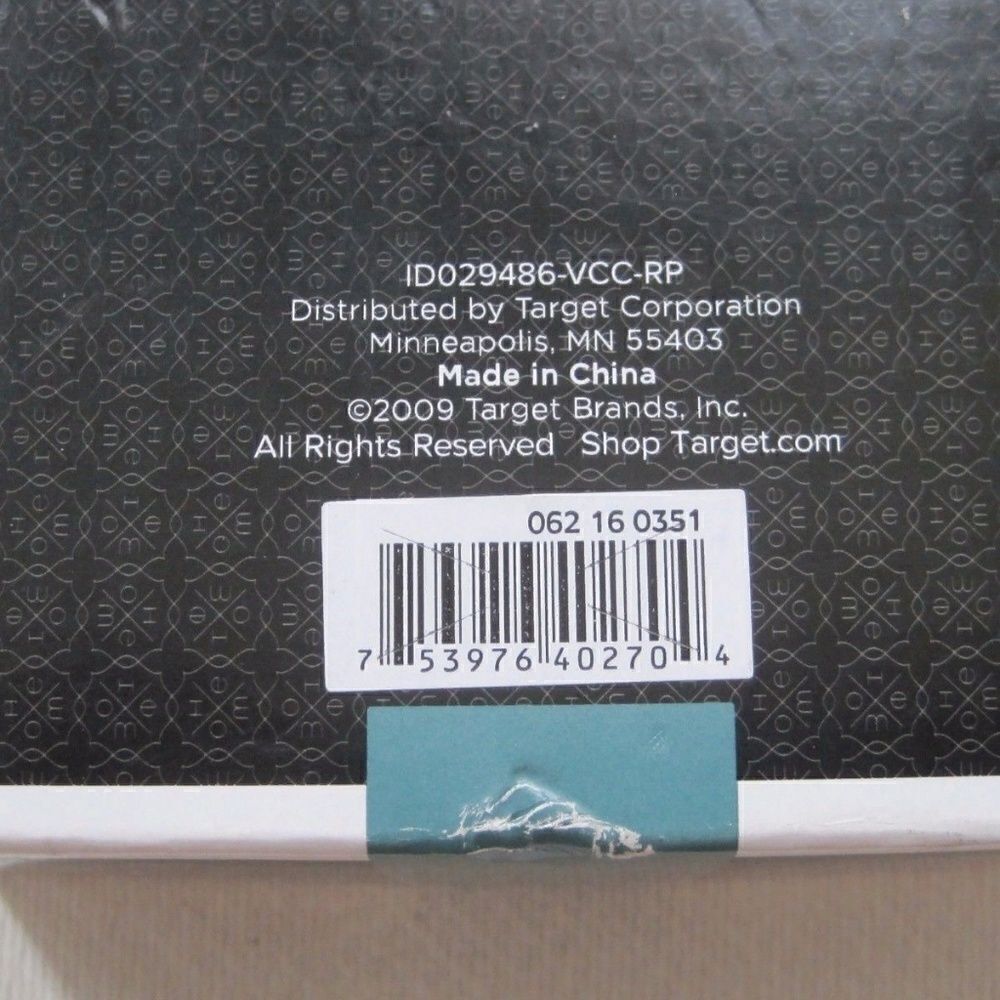 ID029486-VCC-RP
Distributed by Target Corporation
Minneapolis, MN 55403
Made in China
©2009 Target Brands, Inc.
All Rights Reserved Shop Target.com
062 16 0351
7 53976 40270 4